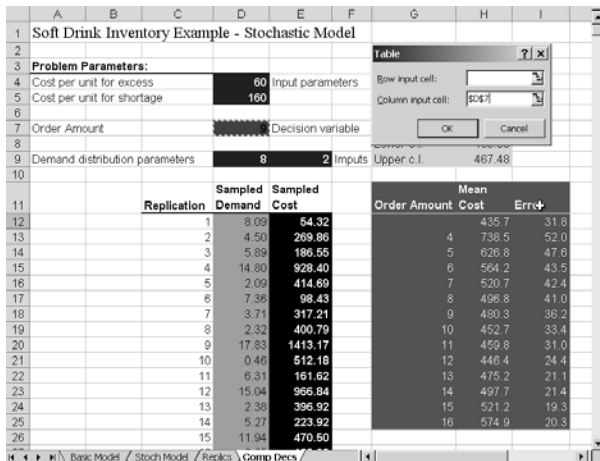 A B C D E F G H I
1 Soft Drink Inventory Example - Stochastic Model
2
3 Problem Parameters:
4 Cost per unit for excess 60 Input parameters
5 Cost per unit for shortage 160
6
7 Order Amount 9 Decision variable
8 Lower c.l.
9 Demand distribution parameters 8 2 Imputs Upper c.l. 467.48
10
Table
Row input cell:
Column input cell: $D$7
OK Cancel
Sampled Sampled Mean
11 Replication Demand Cost Order Amount Cost Erro
12 1 8.09 54.32 435.7 31.8
13 2 4.50 269.86 4 738.5 52.0
14 3 5.89 186.55 5 626.8 47.6
15 4 14.80 928.40 6 564.2 43.5
16 5 2.09 414.69 7 520.7 42.4
17 6 7.36 98.43 8 496.8 41.0
18 7 3.71 317.21 9 480.3 36.2
19 8 2.32 400.79 10 452.7 33.4
20 9 17.83 1413.17 11 459.8 31.0
21 10 0.46 512.18 12 446.4 24.4
22 11 6.31 161.62 13 475.2 21.1
23 12 15.04 966.84 14 497.7 21.4
24 13 2.38 396.92 15 521.2 19.3
25 14 5.27 223.92 16 574.9 20.3
26 15 11.94 470.50
Basic Model / Stoch Model / Replics \ Comp Decs /